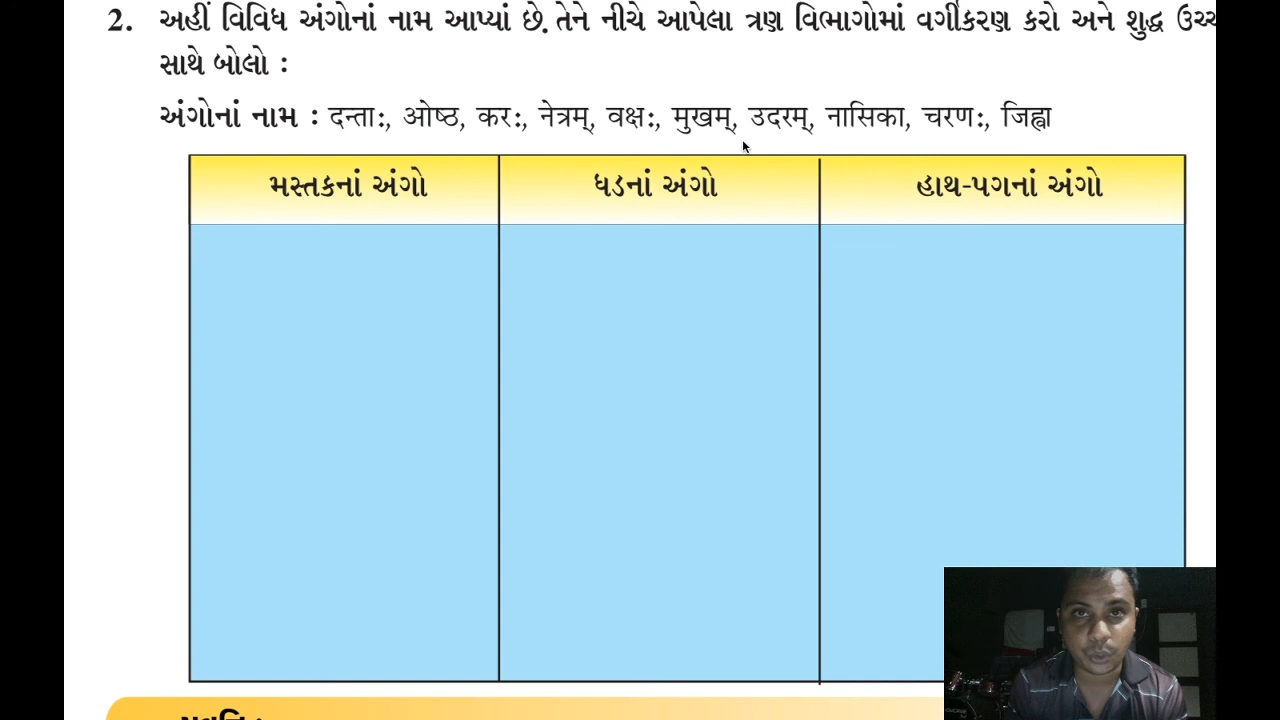 2. અહીં વિવિધ અંગોનાં નામ આપ્યાં છે. તેને નીચે આપેલા ત્રણ વિભાગોમાં વર્ગીકરણ કરો અને શુદ્ધ
સાથે બોલો :
અંગોનાં નામ : दन्ताः, ओष्ठ, करः, नेत्रम्, वक्षः, मुखम्, उदरम्, नासिका, चरणः, जिह्वा
મસ્તકનાં અંગો ધડનાં અંગો હાથ-પગનાં અંગો